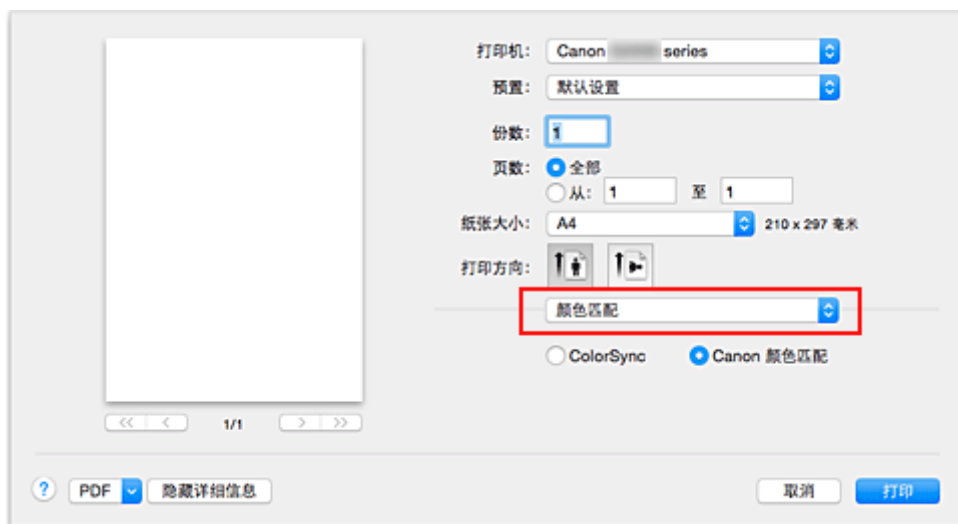 打印机: Canon series
预置: 默认设置
份数: 1
页数: 全部
从: 1 至 1
纸张大小: A4 210 x 297 毫米
打印方向:
颜色匹配
ColorSync Canon 颜色匹配
<< < 1/1 > >>
? PDF 隐藏详细信息 取消 打印